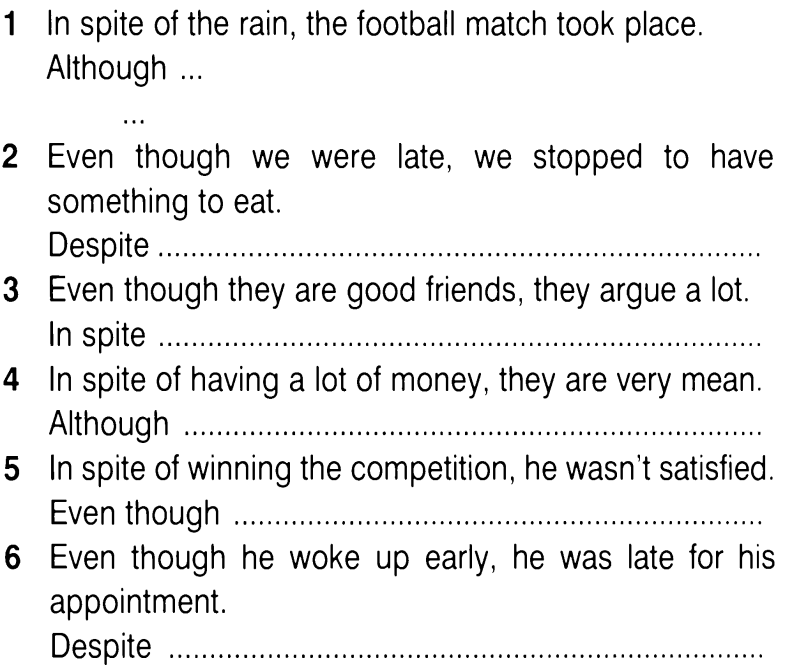 1 In spite of the rain, the football match took place.
Although ...
...
2 Even though we were late, we stopped to have
something to eat.
Despite ........................................................................
3 Even though they are good friends, they argue a lot.
In spite ........................................................................
4 In spite of having a lot of money, they are very mean.
Although .....................................................................
5 In spite of winning the competition, he wasn't satisfied.
Even though ...............................................................
6 Even though he woke up early, he was late for his
appointment.
Despite .......................................................................